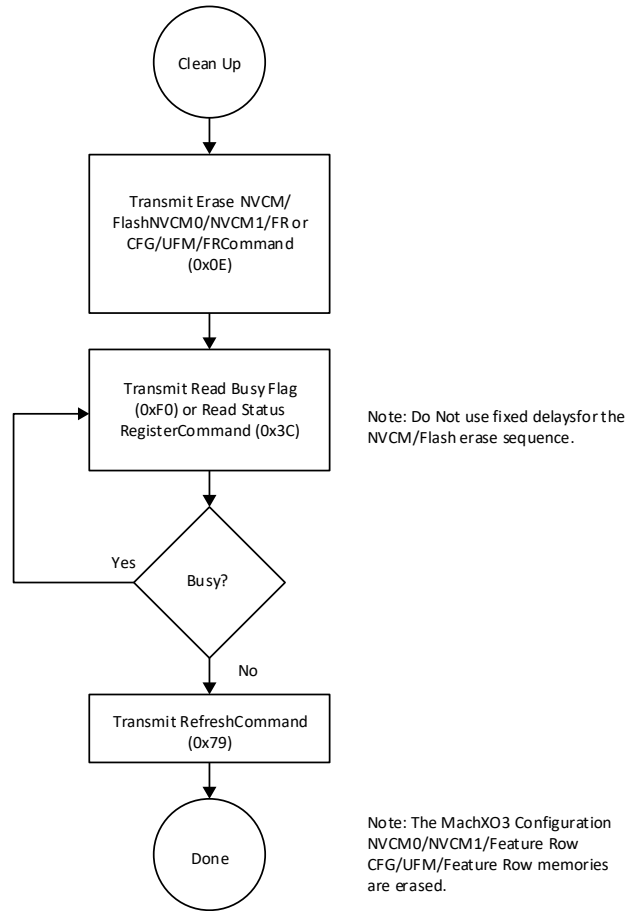 Clean Up
Transmit Erase NVCM/
FlashNVCM0/NVCM1/FR or
CFG/UFM/FRCommand
(0x0E)
Transmit Read Busy Flag
(0xF0) or Read Status
RegisterCommand (0x3C)
Note: Do Not use fixed delaysfor the
NVCM/Flash erase sequence.
Yes
Busy?
No
Transmit RefreshCommand
(0x79)
Done
Note: The MachXO3 Configuration
NVCM0/NVCM1/Feature Row
CFG/UFM/Feature Row memories
are erased.